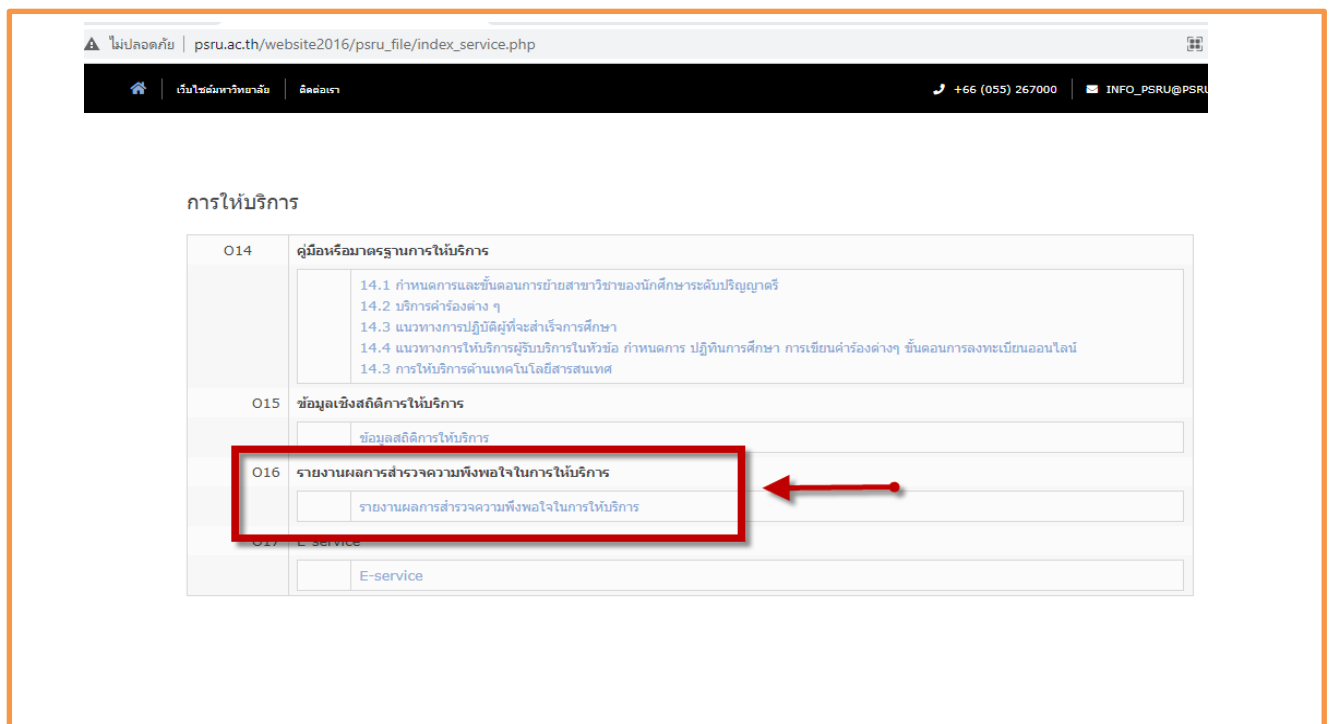 ไม่ปลอดภัย | psru.ac.th/website2016/psru_file/index_service.php
เว็บไซต์มหาวิทยาลัย ติดต่อเรา +66 (055) 267000 INFO_PSRU@PSRU
การให้บริการ
O14 คู่มือหรือมาตรฐานการให้บริการ
14.1 กำหนดการและขั้นตอนการย้ายสาขาวิชาของนักศึกษาระดับปริญญาตรี
14.2 บริการคำร้องต่าง ๆ
14.3 แนวทางการปฏิบัติผู้ที่จะสำเร็จการศึกษา
14.4 แนวทางการให้บริการผู้รับบริการในหัวข้อ กำหนดการ ปฏิทินการศึกษา การเขียนคำร้องต่างๆ ขั้นตอนการลงทะเบียนออนไลน์
14.3 การให้บริการด้านเทคโนโลยีสารสนเทศ
O15 ข้อมูลเชิงสถิติการให้บริการ
ข้อมูลสถิติการให้บริการ
O16 รายงานผลการสำรวจความพึงพอใจในการให้บริการ
รายงานผลการสำรวจความพึงพอใจในการให้บริการ
O17 E-service
E-service